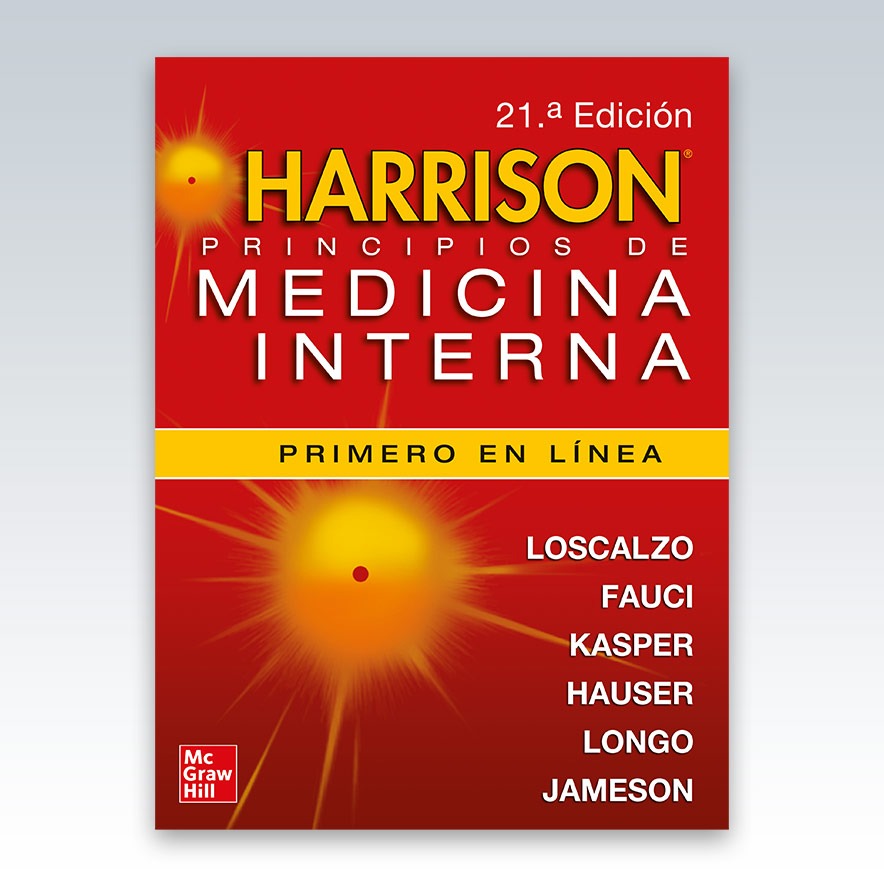 21.ª Edición
HARRISON®
PRINCIPIOS DE
MEDICINA
INTERNA
PRIMERO EN LÍNEA
LOSCALZO
FAUCI
KASPER
HAUSER
LONGO
JAMESON
Mc
Graw
Hill